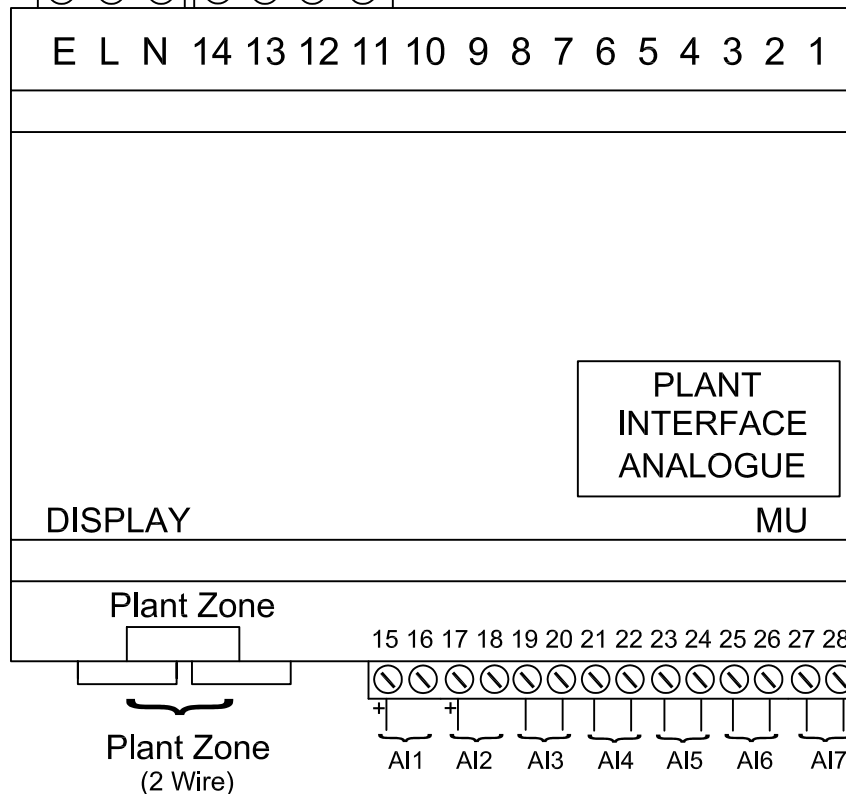 E L N 14 13 12 11 10 9 8 7 6 5 4 3 2 1
PLANT
INTERFACE
ANALOGUE
DISPLAY MU
Plant Zone
15 16 17 18 19 20 21 22 23 24 25 26 27 28
+ +
AI1 AI2 AI3 AI4 AI5 AI6 AI7
Plant Zone
(2 Wire)